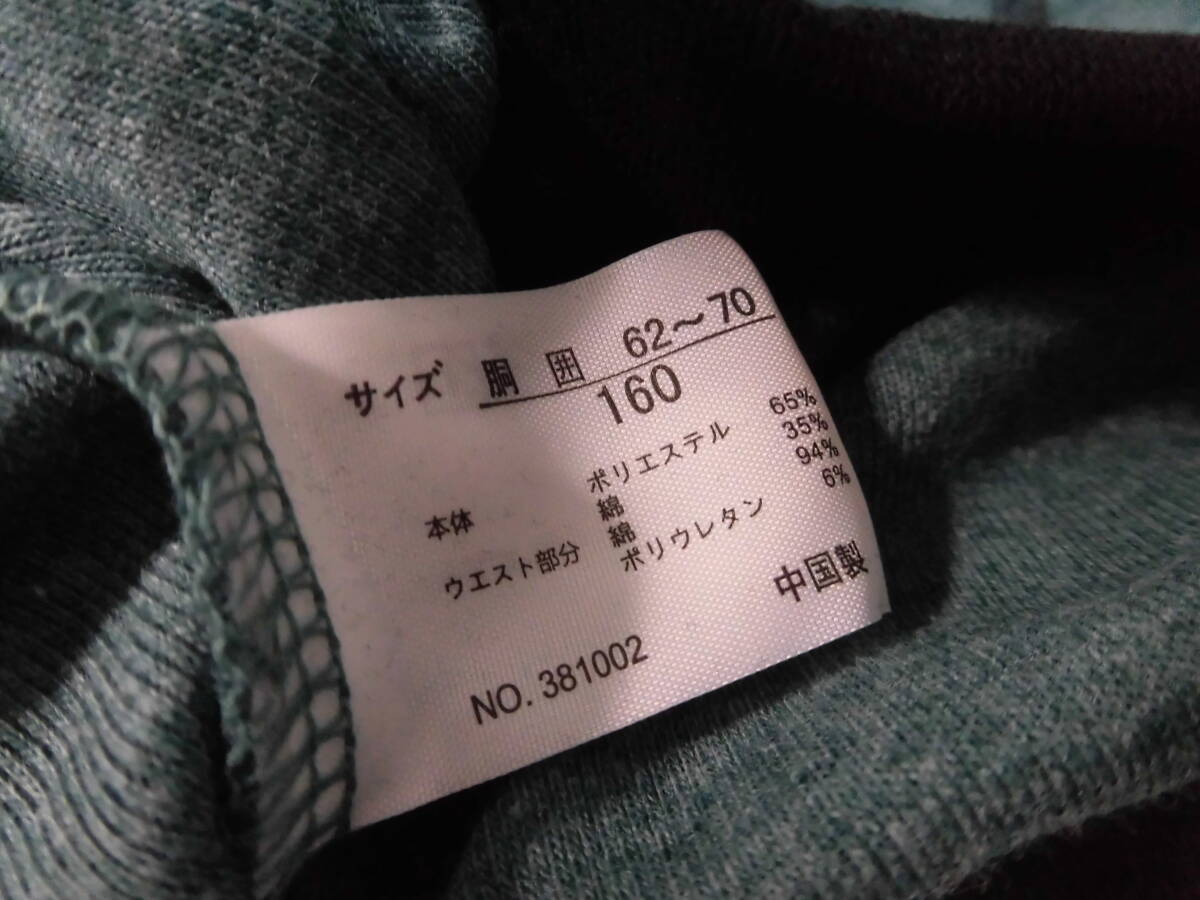 サイズ 胴囲 62～70
160
本体 ポリエステル 65%
綿 35%
ウエスト部分 綿 94%
ポリウレタン 6%
中国製
NO. 381002